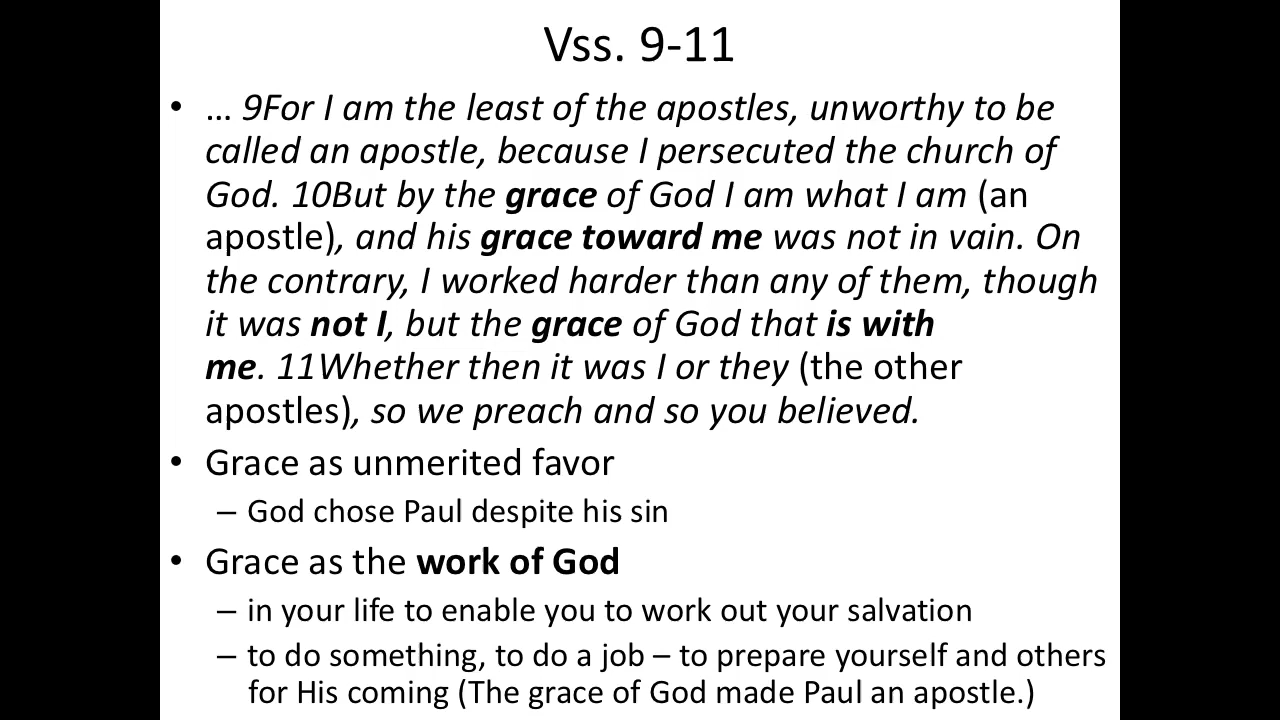 Vss. 9-11
• … 9For I am the least of the apostles, unworthy to be
called an apostle, because I persecuted the church of
God. 10But by the grace of God I am what I am (an
apostle), and his grace toward me was not in vain. On
the contrary, I worked harder than any of them, though
it was not I, but the grace of God that is with
me. 11Whether then it was I or they (the other
apostles), so we preach and so you believed.
• Grace as unmerited favor
– God chose Paul despite his sin
• Grace as the work of God
– in your life to enable you to work out your salvation
– to do something, to do a job – to prepare yourself and others
for His coming (The grace of God made Paul an apostle.)